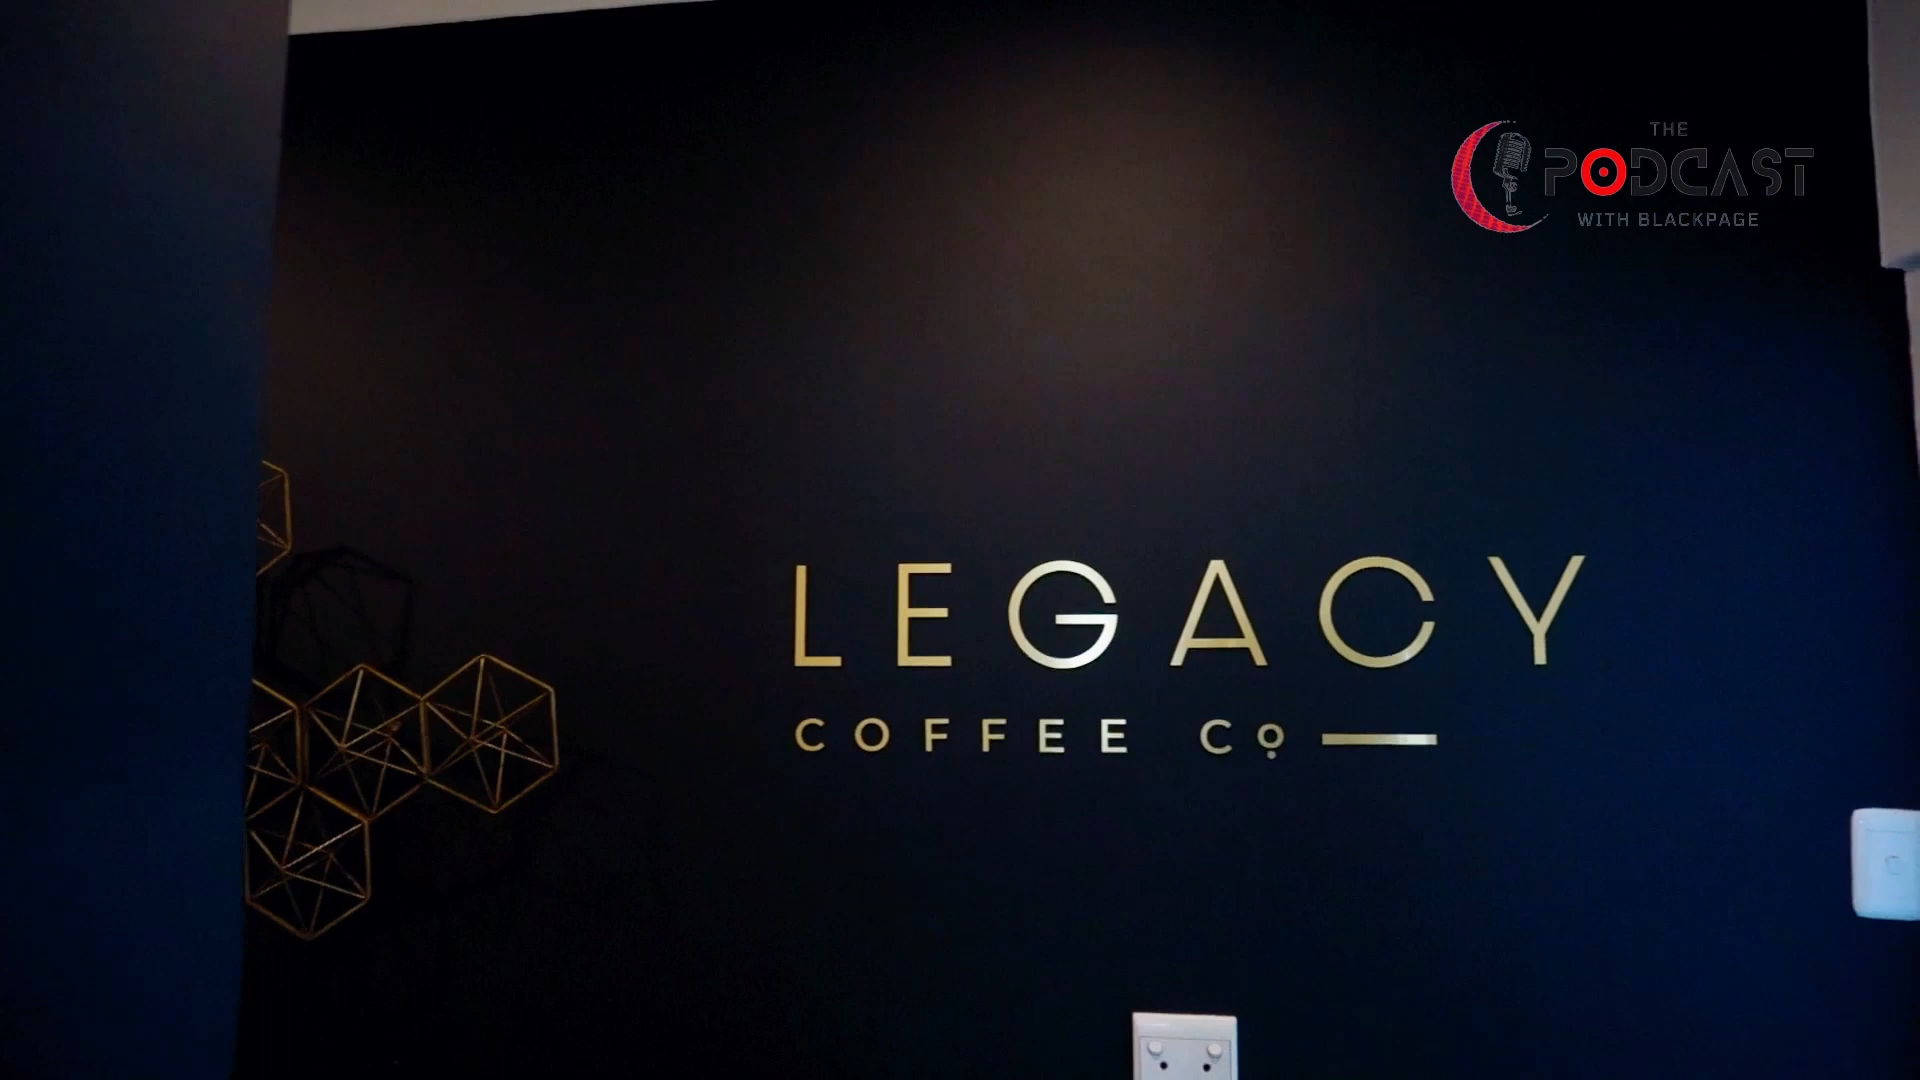 THE
PODCAST
WITH BLACKPAGE
LEGACY
COFFEE Co